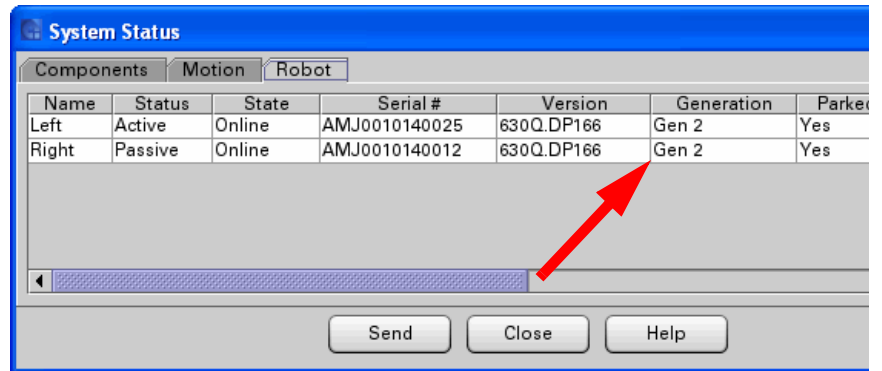 System Status
Components Motion Robot
Name Status State Serial # Version Generation Parked
Left Active Online AMJ0010140025 630Q.DP166 Gen 2 Yes
Right Passive Online AMJ0010140012 630Q.DP166 Gen 2 Yes
Send Close Help